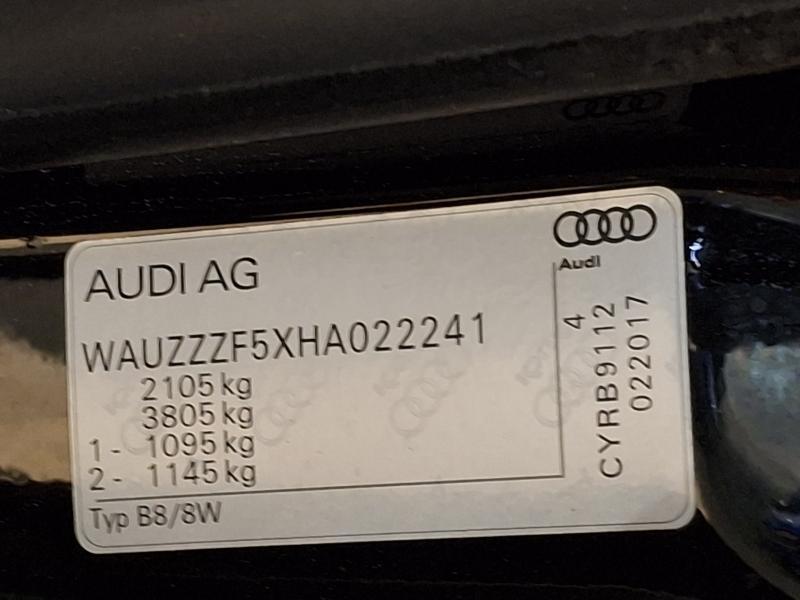 AUDI AG
Audi
WAUZZZF5XHA022241
2105 kg
3805 kg
1 - 1095 kg
2 - 1145 kg
Typ B8/8W
4
CYRB9112
022017